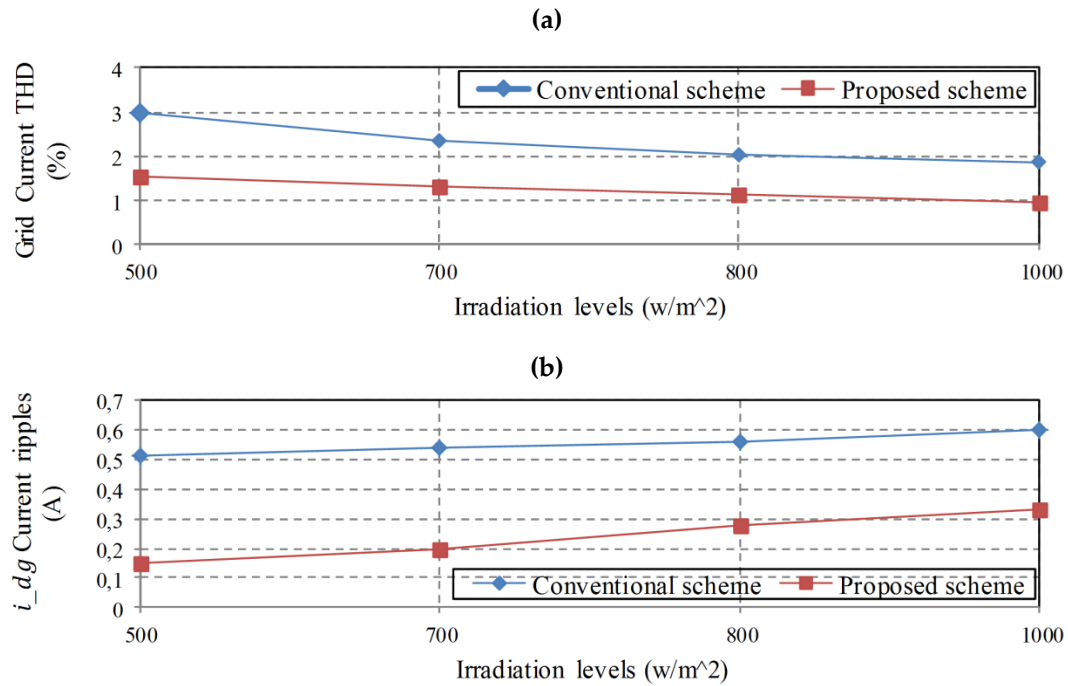 (a)
Grid Current THD
(%)
4
3
2
1
0
Conventional scheme
Proposed scheme
500
700
800
1000
Irradiation levels (w/m^2)
(b)
i_dg Current ripples
(A)
0,7
0,6
0,5
0,4
0,3
0,2
0,1
0
Conventional scheme
Proposed scheme
500
700
800
1000
Irradiation levels (w/m^2)